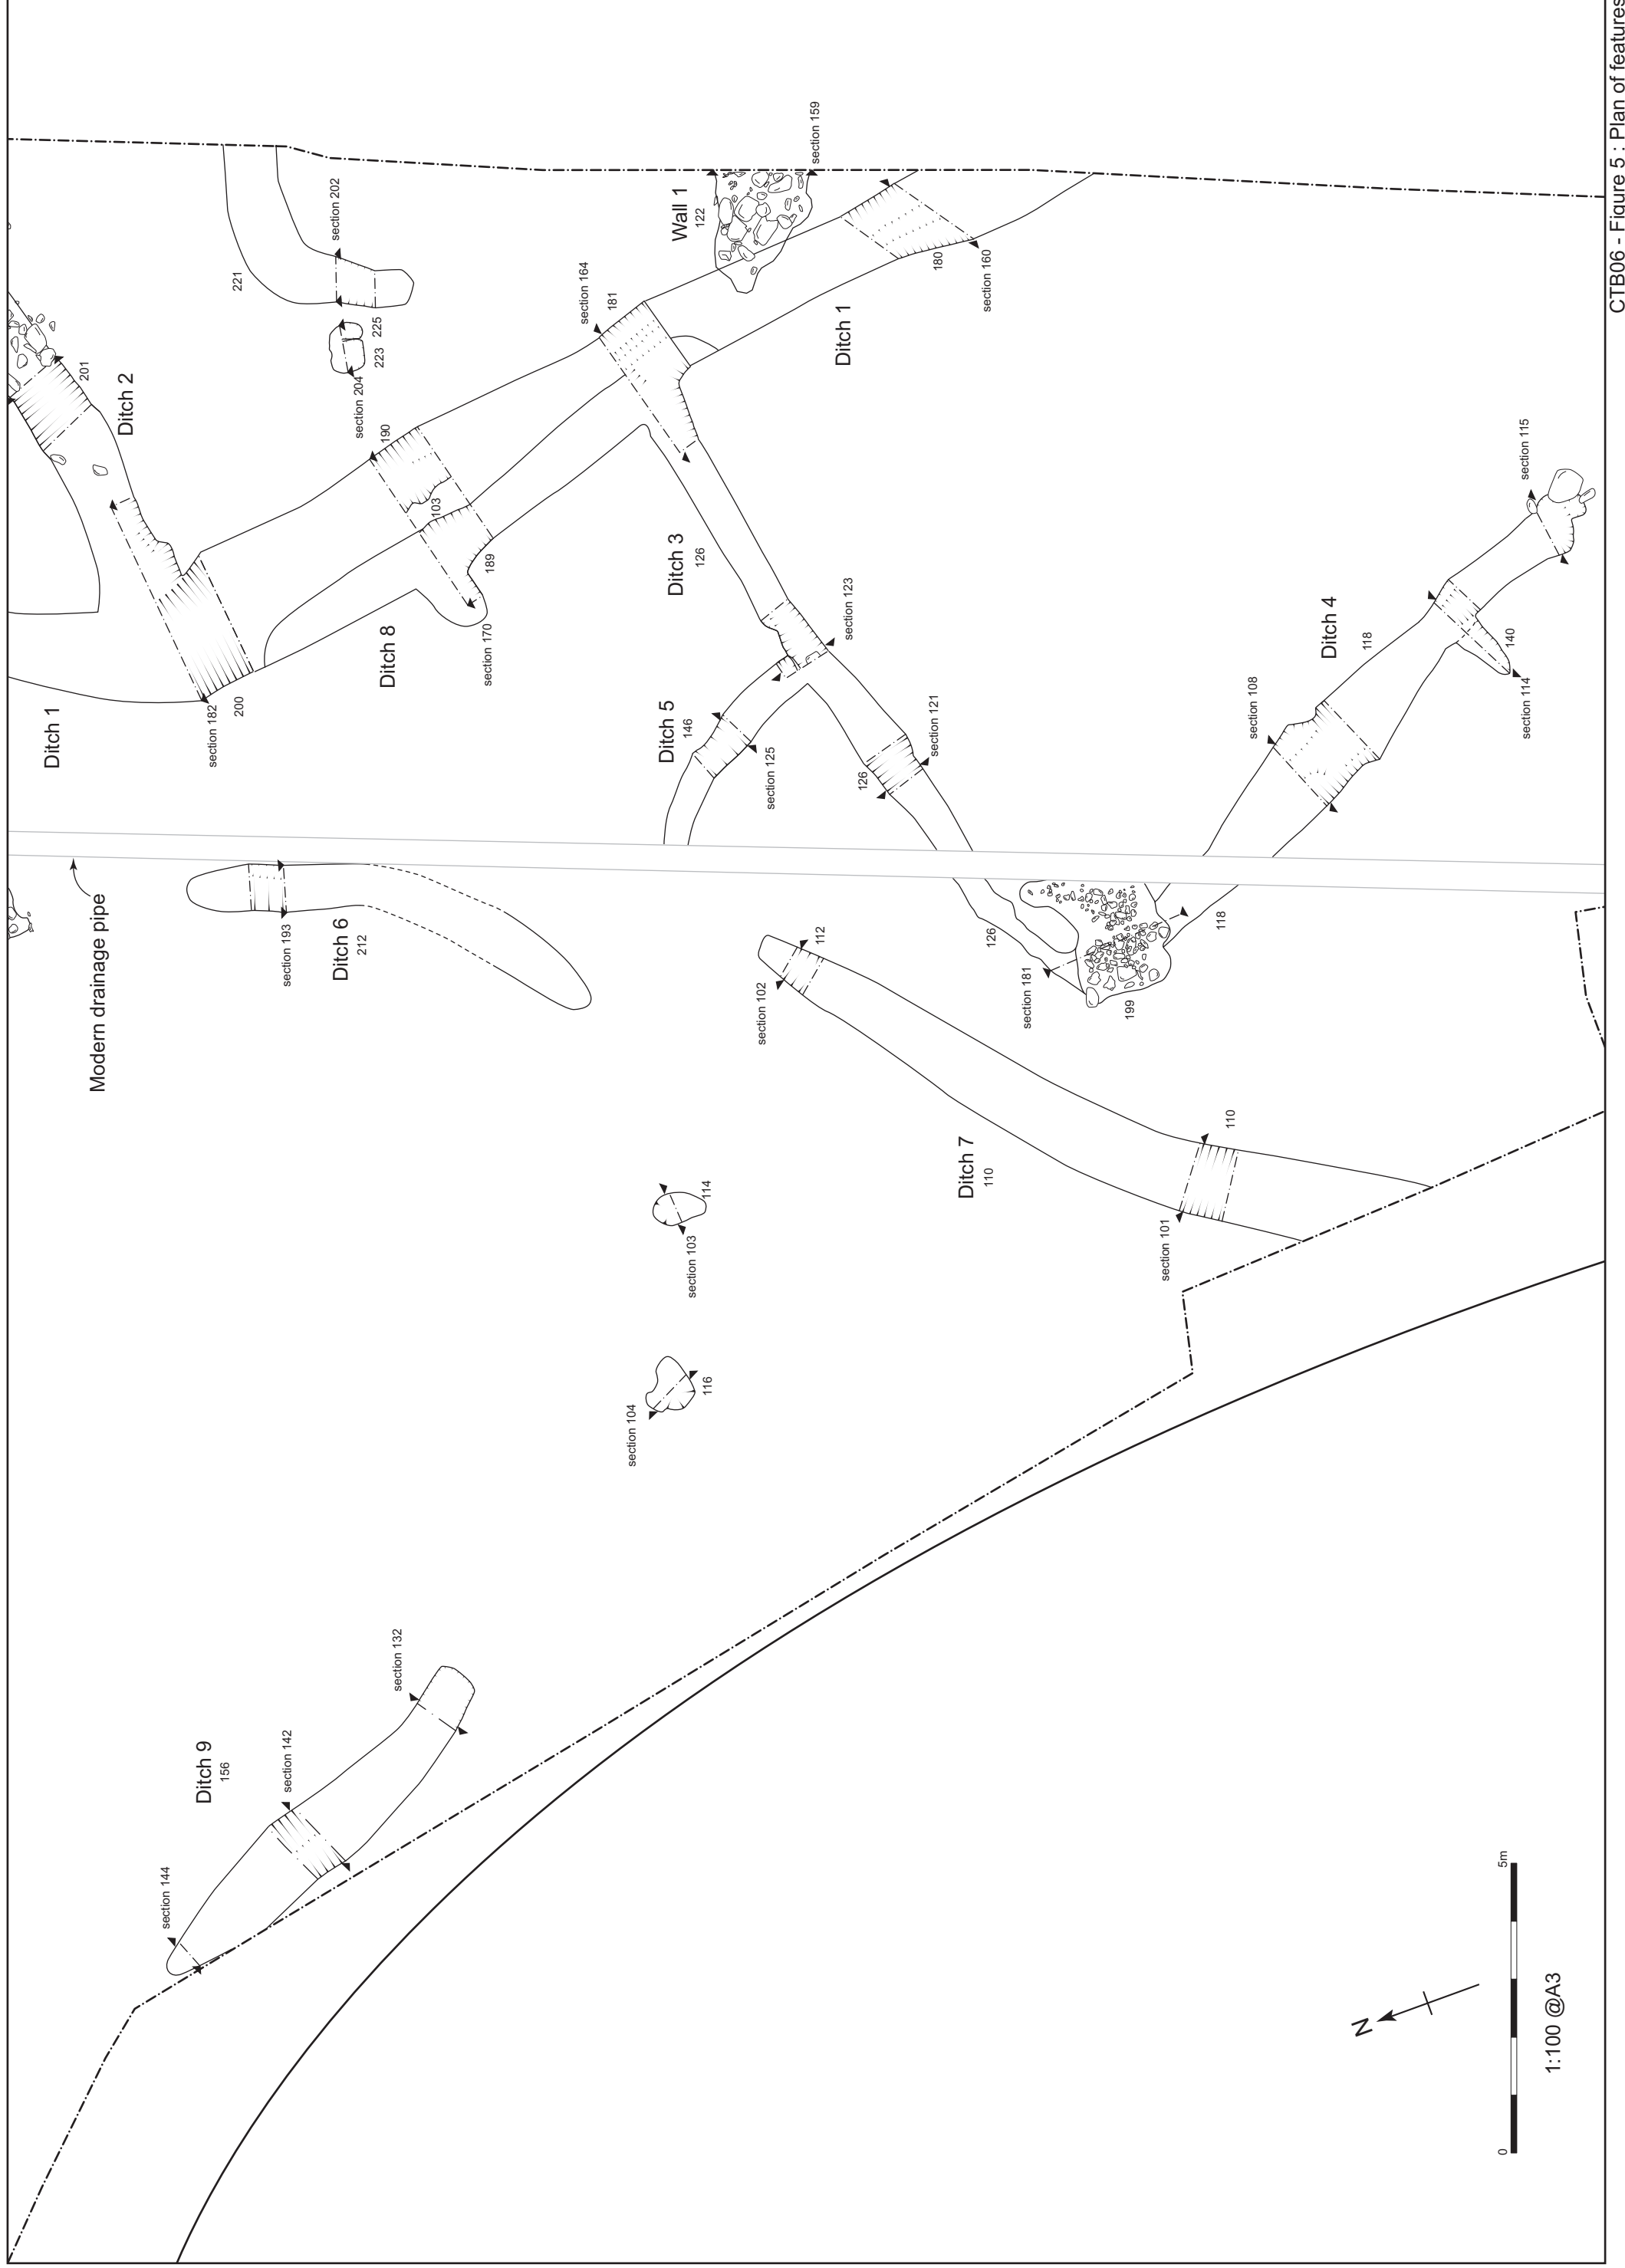 CTB06 - Figure 5 : Plan of features
section 159
section 202
Wall 1
122
221
section 164
181
180
section 160
225
223
201
Ditch 2
Ditch 1
section 204
190
section 115
103
Ditch 3
126
189
section 123
Ditch 4
118
140
Ditch 8
section 170
200
section 182
Ditch 1
Ditch 5
146
section 108
section 114
section 121
126
section 125
Modern drainage pipe
section 193
Ditch 6
212
112
126
118
section 102
section 181
199
110
Ditch 7
110
114
section 101
section 103
116
section 104
section 132
Ditch 9
156
section 142
section 144
N
0
5m
1:100 @A3